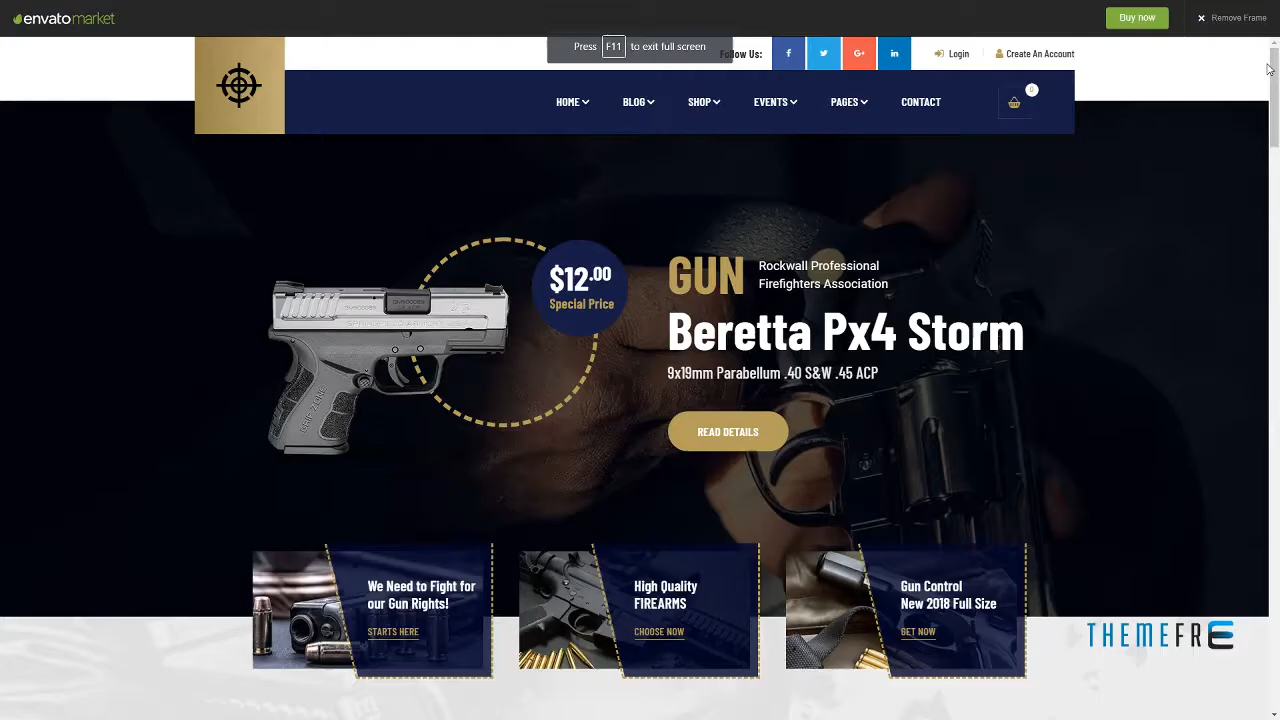 envatomarket
Buy now
Remove Frame
Press F11 to exit full screen
Follow Us:
Login
Create An Account
HOME
BLOG
SHOP
EVENTS
PAGES
CONTACT
0
$12.00
Special Price
GUN
Rockwall Professional
Firefighters Association
Beretta Px4 Storm
9x19mm Parabellum .40 S&W .45 ACP
READ DETAILS
We Need to Fight for
our Gun Rights!
STARTS HERE
High Quality
FIREARMS
CHOOSE NOW
Gun Control
New 2018 Full Size
GET NOW
THEMEFRE